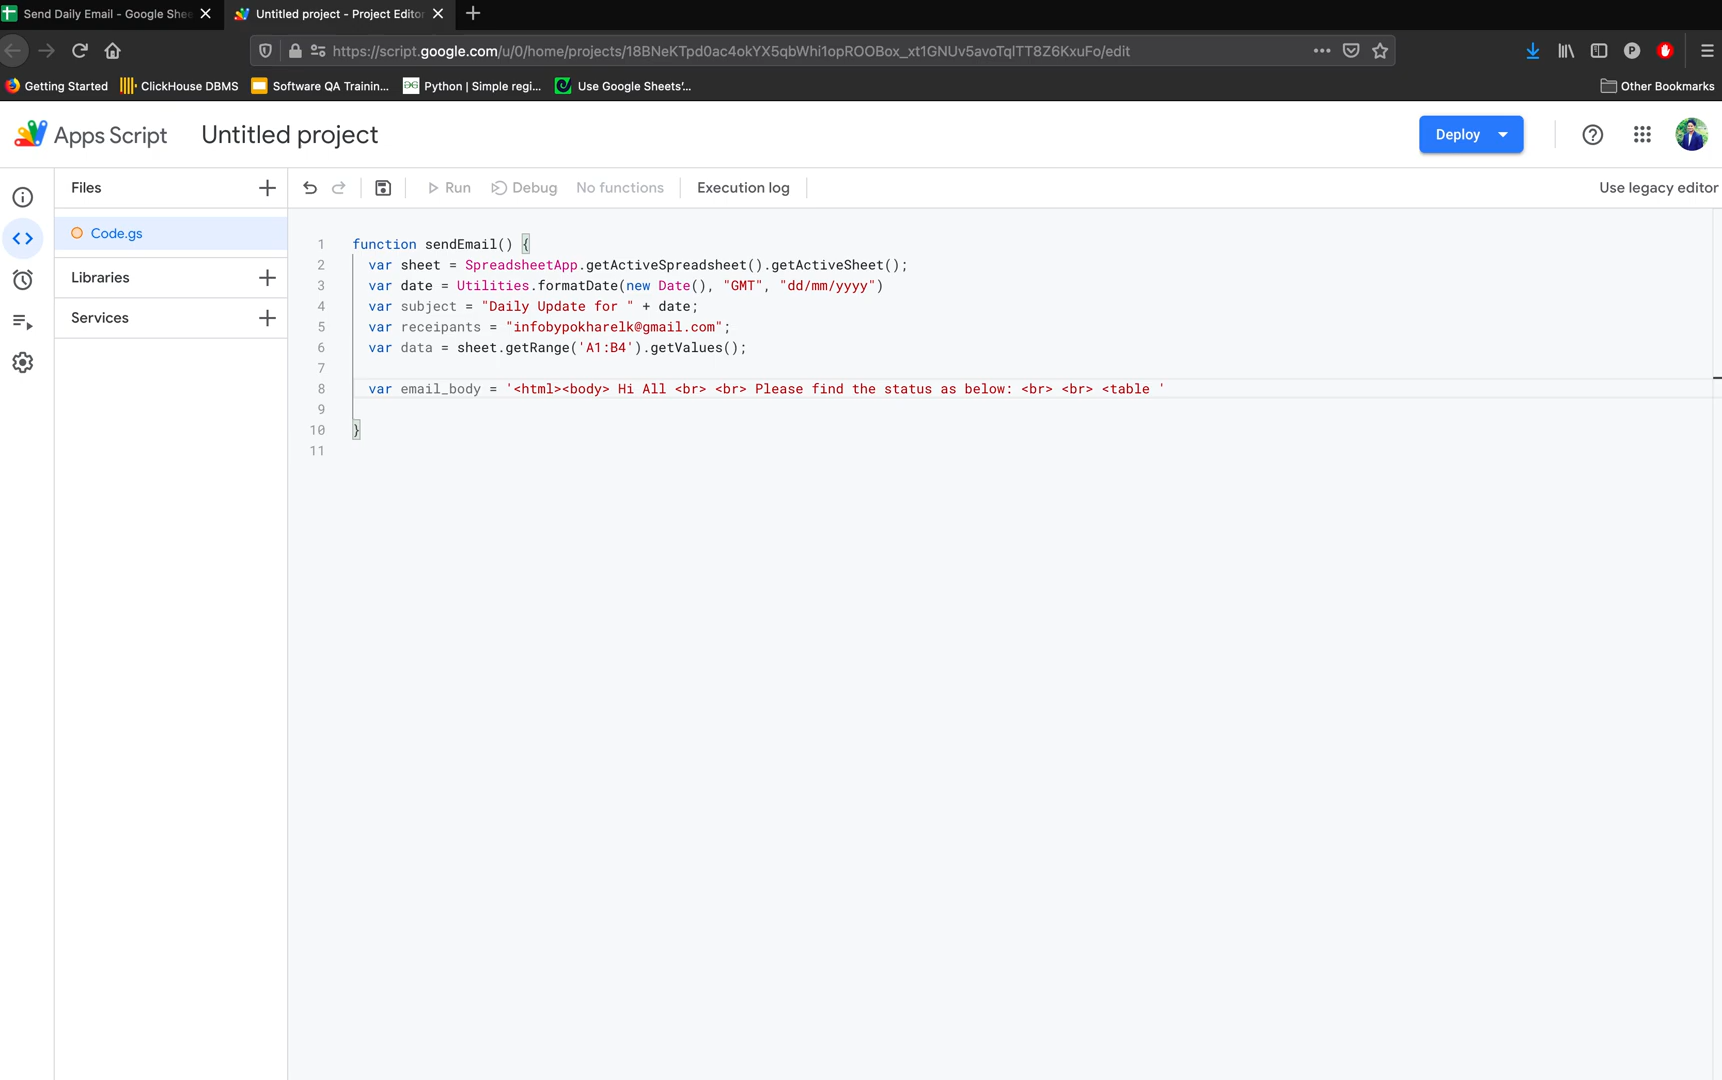 Send Daily Email - Google Shee
Untitled project - Project Editor
https://script.google.com/u/0/home/projects/18BNeKTpd0ac4okYX5qbWhi1opROOBox_xt1GNUv5avoTqlTT8Z6KxuFo/edit
Getting Started
ClickHouse DBMS
Software QA Trainin...
Python | Simple regi...
Use Google Sheets'...
Other Bookmarks
Apps Script
Untitled project
Deploy
Files
Run
Debug
No functions
Execution log
Use legacy editor
Code.gs
Libraries
Services
1 function sendEmail() {
2 var sheet = SpreadsheetApp.getActiveSpreadsheet().getActiveSheet();
3 var date = Utilities.formatDate(new Date(), "GMT", "dd/mm/yyyy")
4 var subject = "Daily Update for " + date;
5 var receipants = "infobypokharelk@gmail.com";
6 var data = sheet.getRange('A1:B4').getValues();
7
8 var email_body = '<html><body> Hi All <br> <br> Please find the status as below: <br> <br> <table '
9
10 }
11